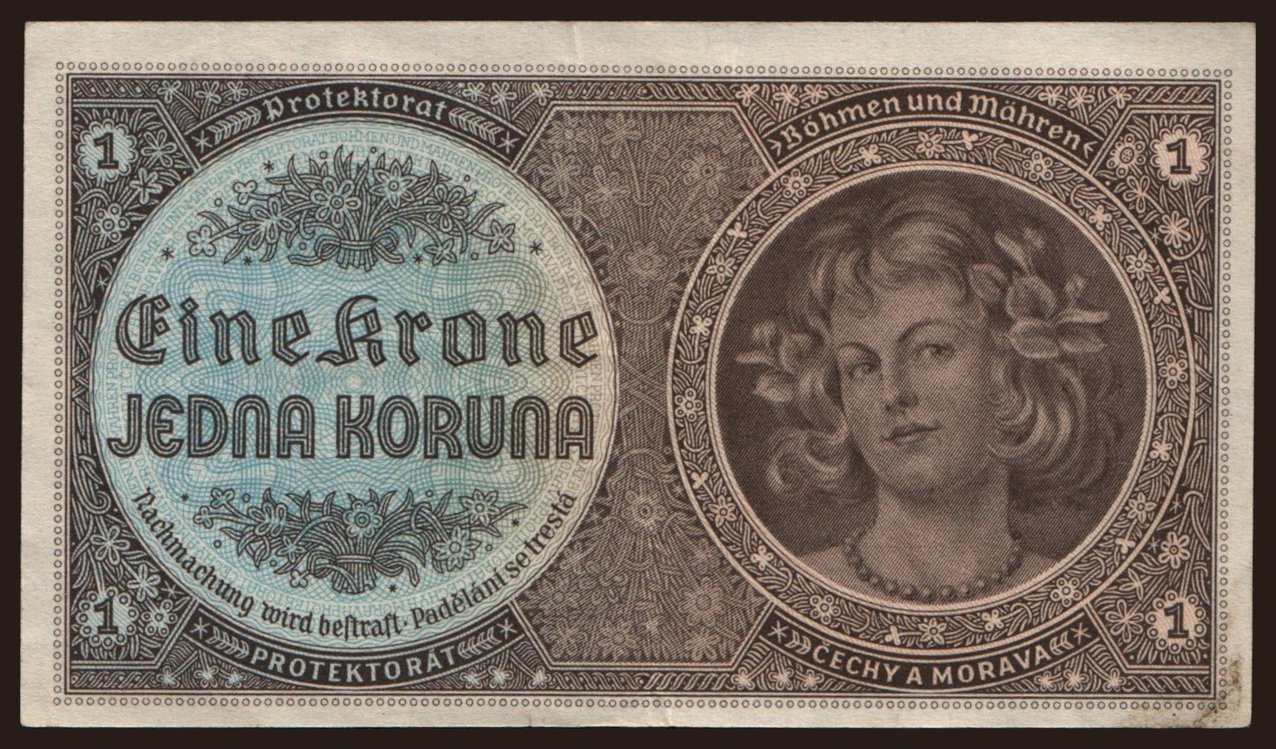 Protektorat
Böhmen und Mähren
1
1
Eine Krone
JEDNA KORUNA
Nachmachung wird bestraft · Padělání se trestá
1
1
PROTEKTORÁT
ČECHY A MORAVA